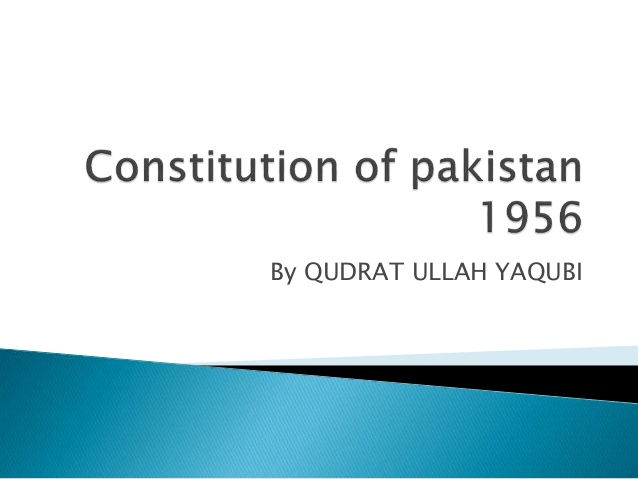 Constitution of pakistan
1956
By QUDRAT ULLAH YAQUBI